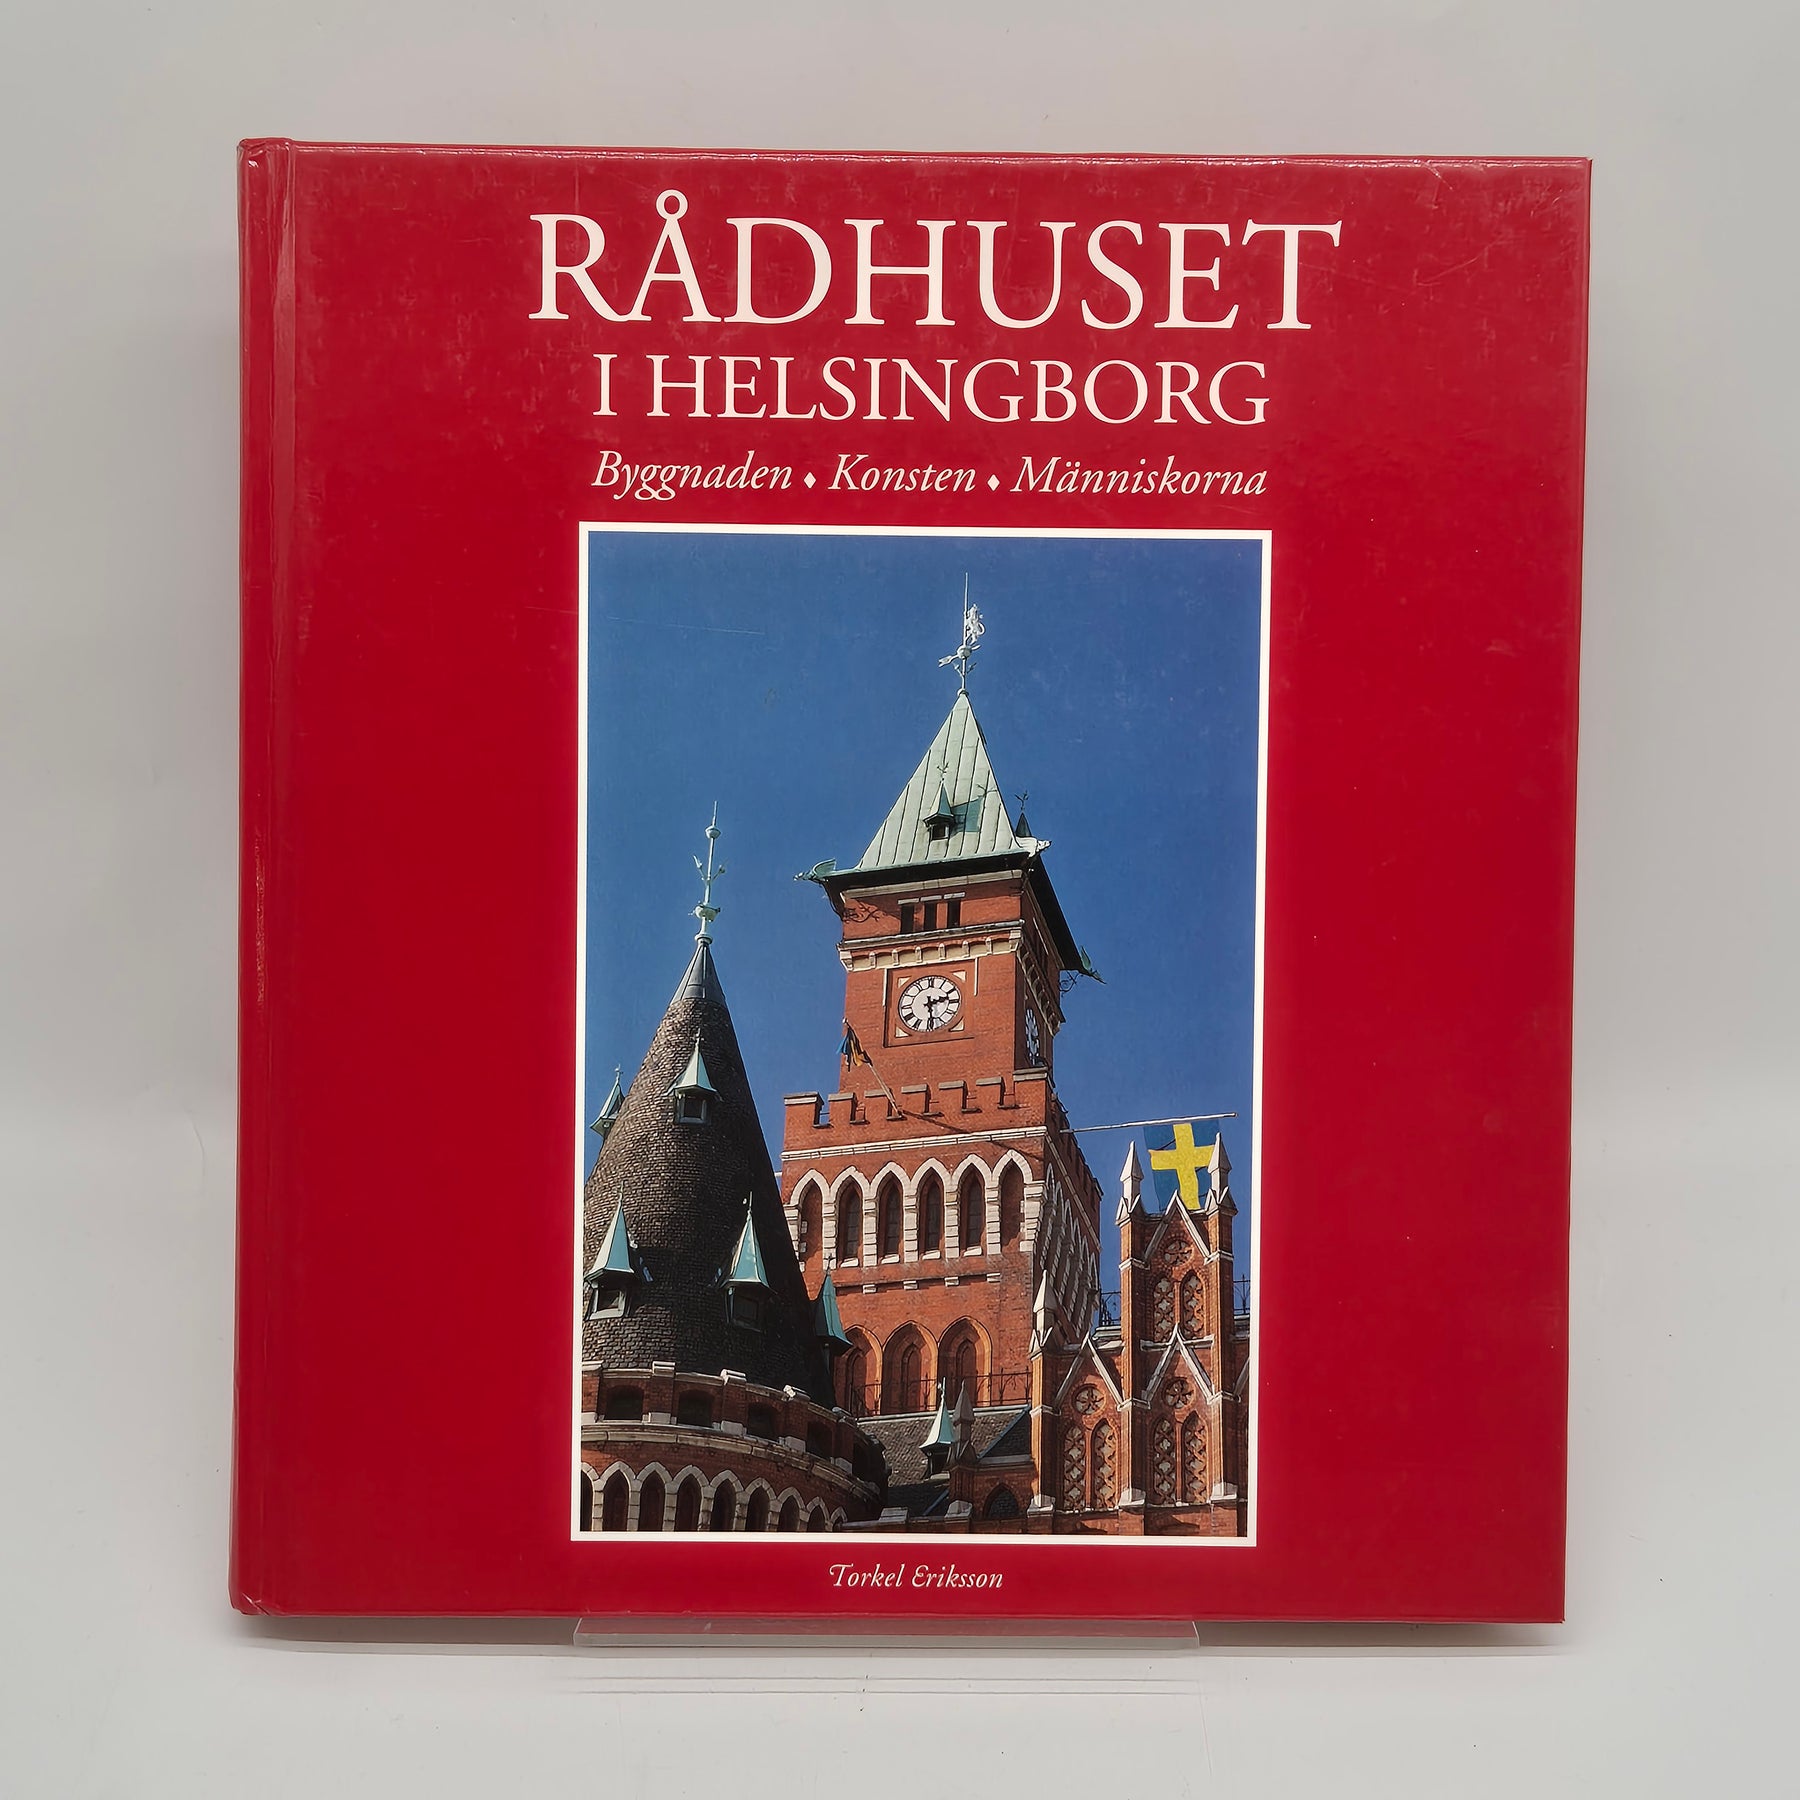 RÅDHUSET
I HELSINGBORG
Byggnaden ♦ Konsten ♦ Människorna
Torkel Eriksson